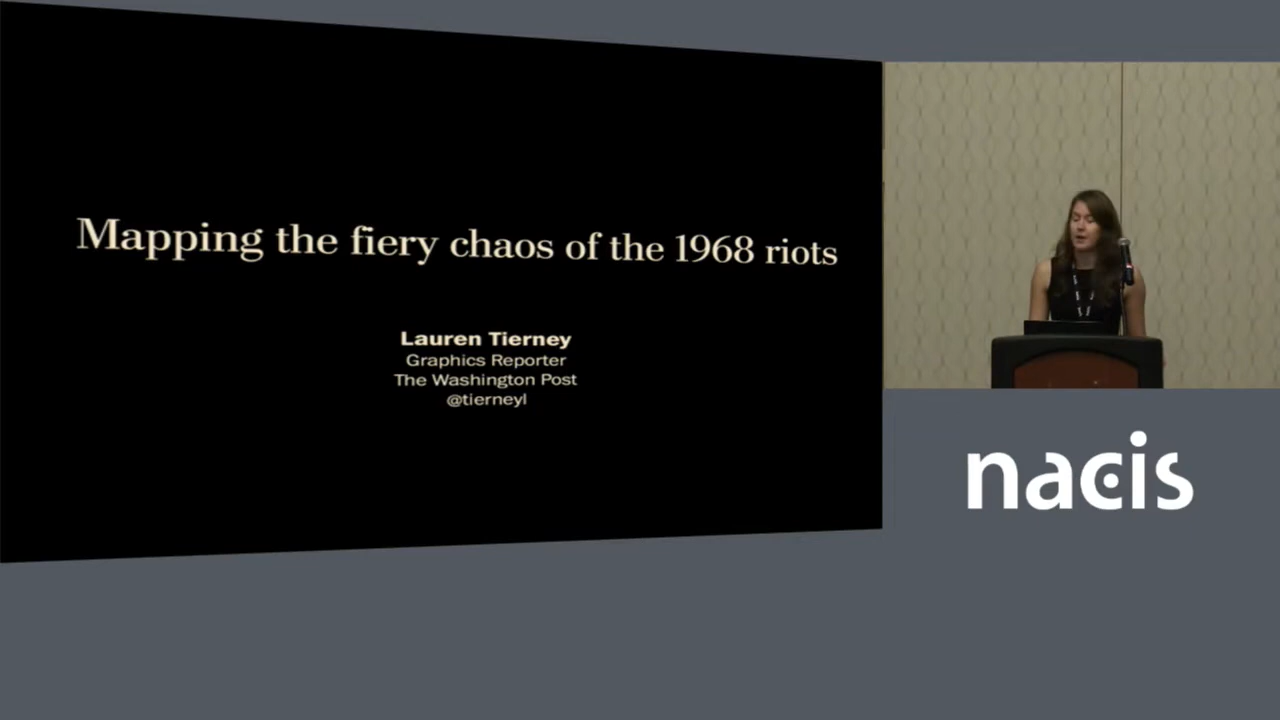 Mapping the fiery chaos of the 1968 riots
Lauren Tierney
Graphics Reporter
The Washington Post
@tierneyl
nacis